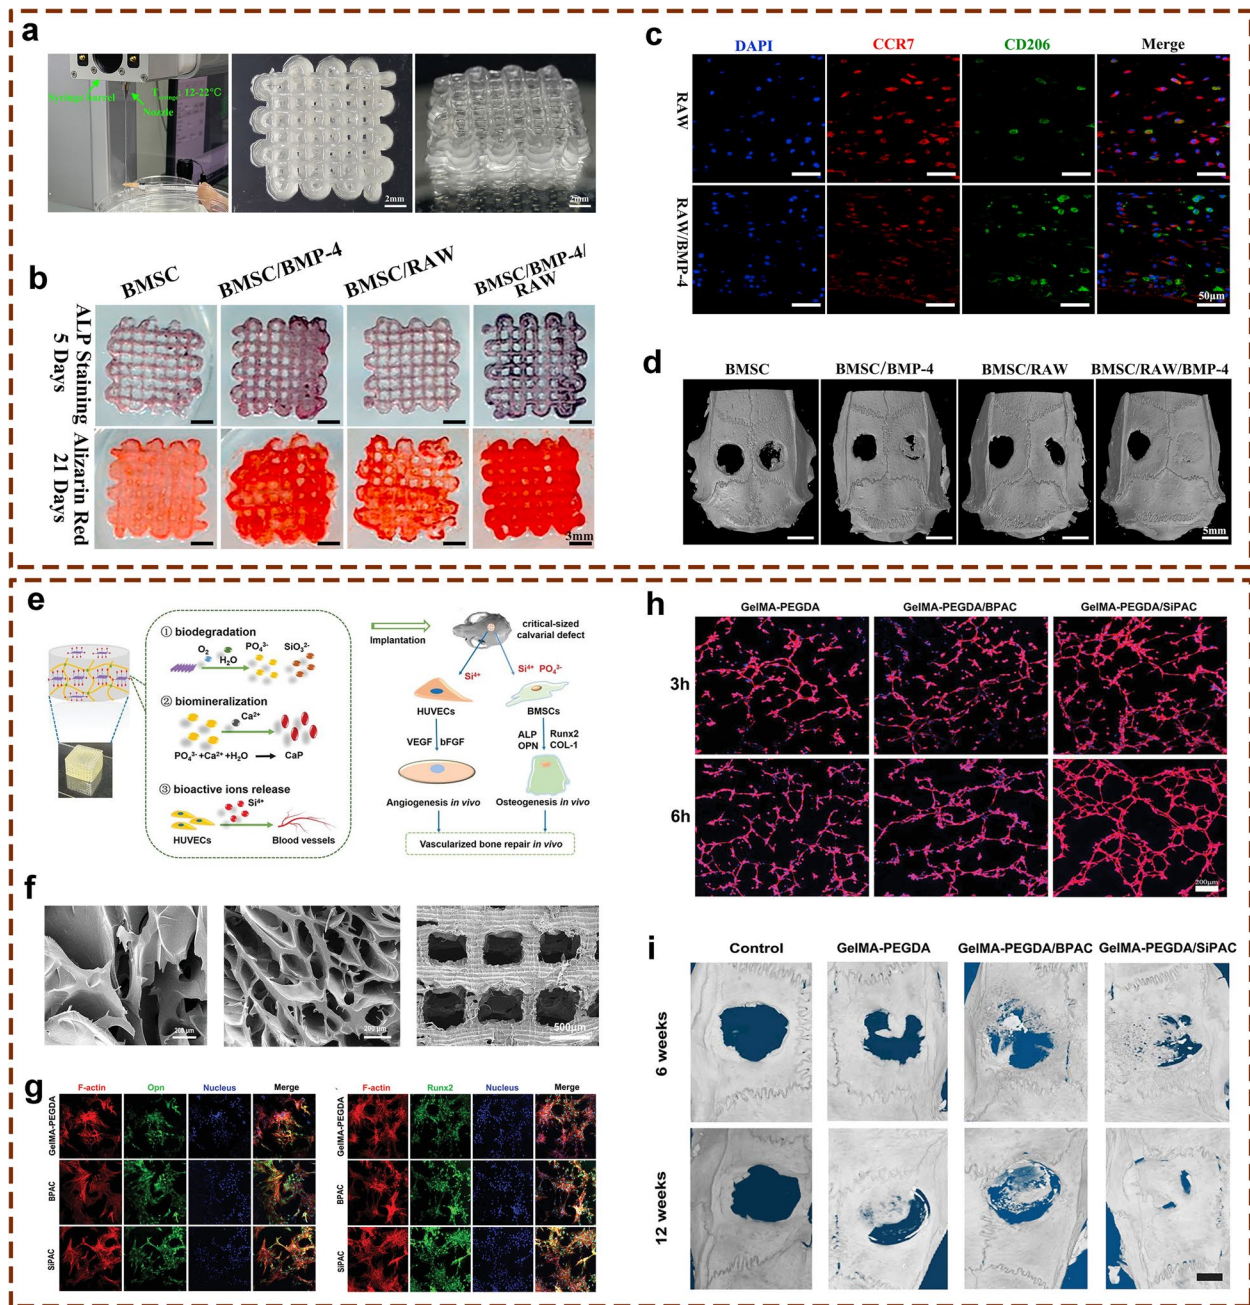 a
Syringe barrel
T syringe: 12-22°C
Nozzle
2mm
2mm
b
BMSC
BMSC/BMP-4
BMSC/RAW
BMSC/BMP-4/
RAW
ALP Staining
5 Days
Alizarin Red
21 Days
3mm
c
DAPI
CCR7
CD206
Merge
RAW
RAW/BMP-4
50μm
d
BMSC
BMSC/BMP-4
BMSC/RAW
BMSC/RAW/BMP-4
5mm
e
① biodegradation
O₂
H₂O
PO₄³⁻
SiO₃²⁻
② biomineralization
Ca²⁺
PO₄³⁻ +Ca²⁺ +H₂O
CaP
③ bioactive ions release
Si⁴⁺
HUVECs
Blood vessels
Implantation
critical-sized
calvarial defect
Si⁴⁺
Si⁴⁺ PO₄³⁻
HUVECs
BMSCs
VEGF
bFGF
ALP
OPN
Runx2
COL-1
Angiogenesis in vivo
Osteogenesis in vivo
Vascularized bone repair in vivo
f
200 μm
200 μm
500μm
g
F-actin
Opn
Nucleus
Merge
GelMA-PEGDA
BPAC
SiPAC
F-actin
Runx2
Nucleus
Merge
GelMA-PEGDA
BPAC
SiPAC
h
GelMA-PEGDA
GelMA-PEGDA/BPAC
GelMA-PEGDA/SiPAC
3h
6h
200μm
i
Control
GelMA-PEGDA
GelMA-PEGDA/BPAC
GelMA-PEGDA/SiPAC
6 weeks
12 weeks